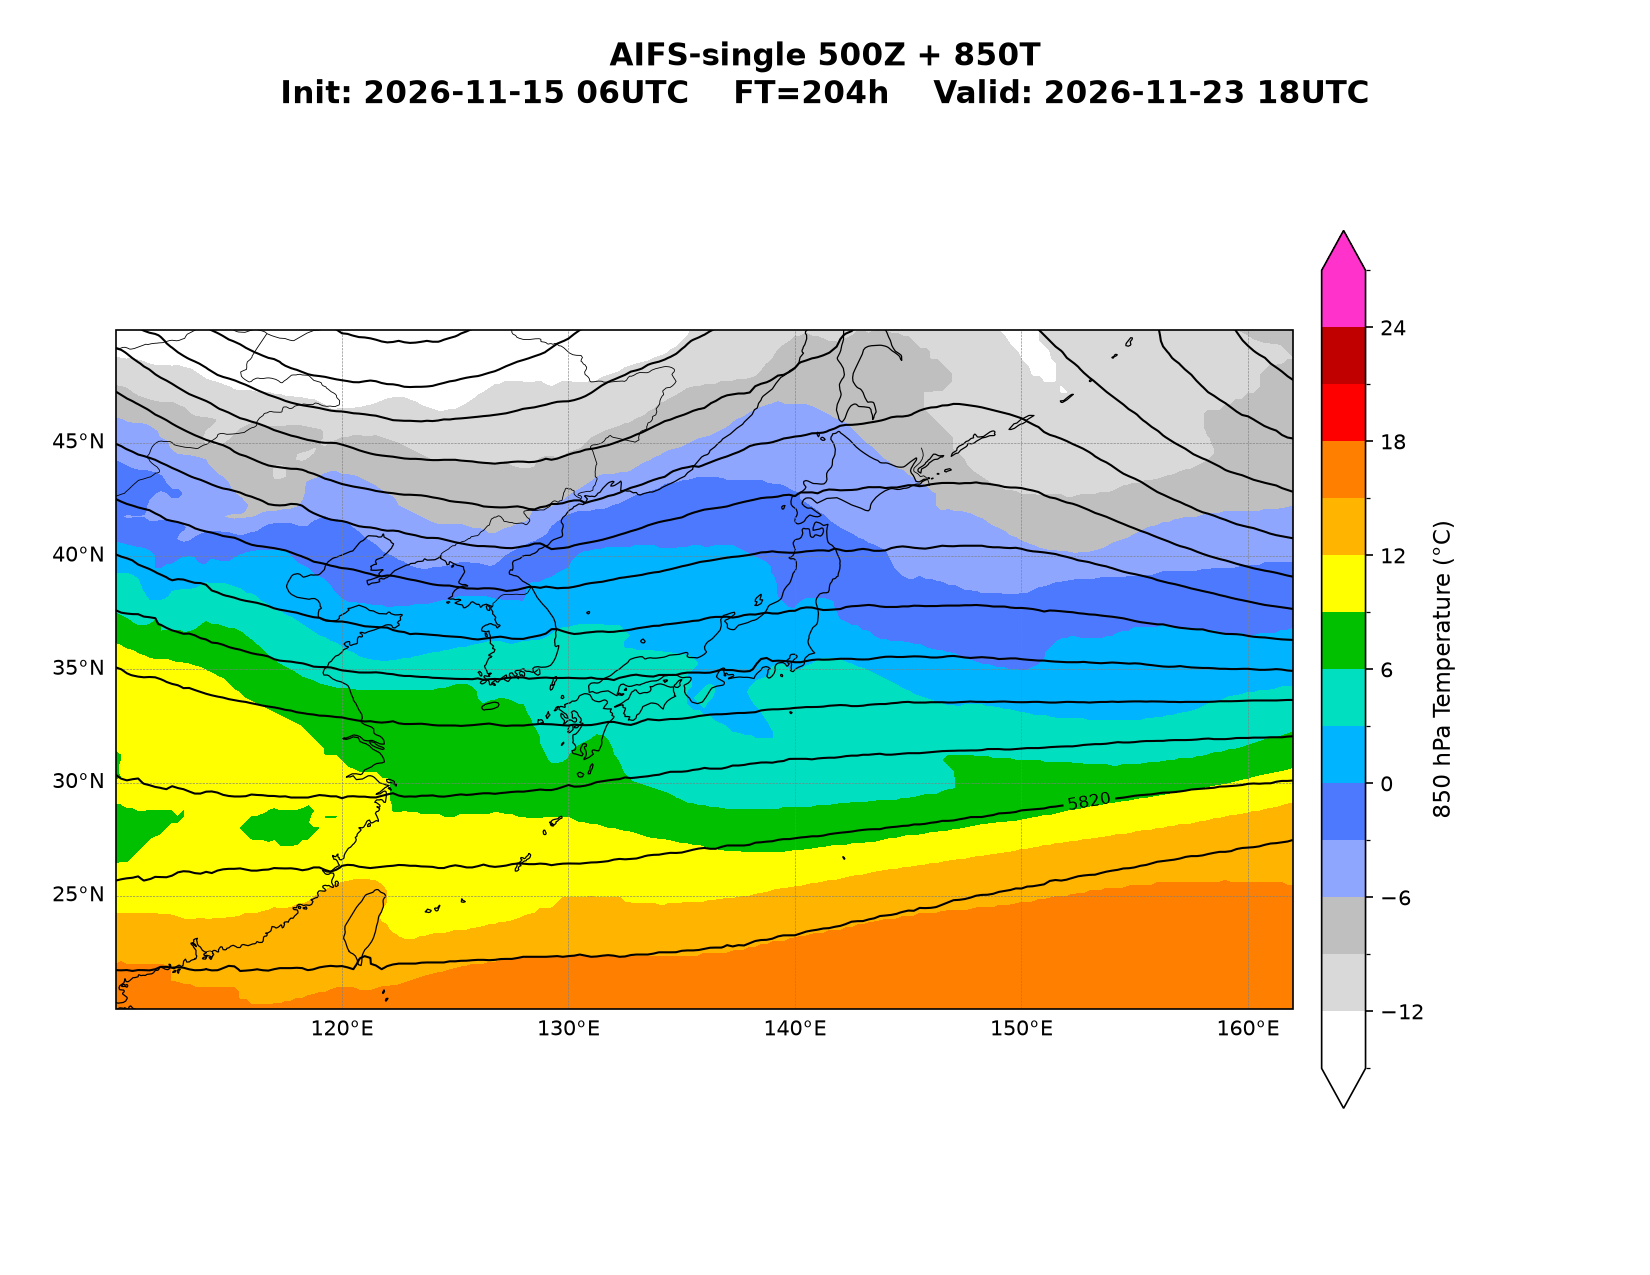 AIFS-single 500Z + 850T
Init: 2026-11-15 06UTC    FT=204h    Valid: 2026-11-23 18UTC
24
18
12
6
0
−6
−12
850 hPa Temperature (°C)
45°N
40°N
35°N
30°N
25°N
5820
120°E
130°E
140°E
150°E
160°E